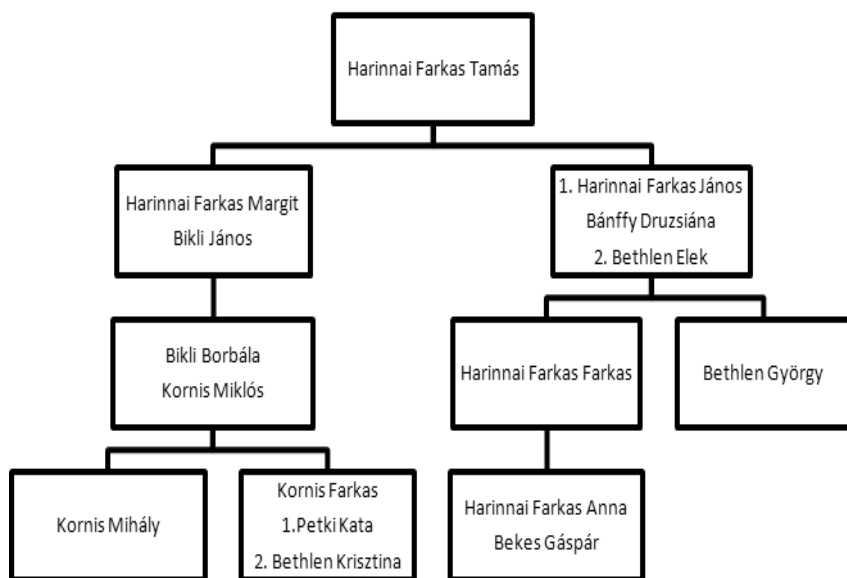 Harinnai Farkas Tamás
Harinnai Farkas Margit
Bikli János
1. Harinnai Farkas János
Bánffy Druzsiána
2. Bethlen Elek
Bikli Borbála
Kornis Miklós
Harinnai Farkas Farkas
Bethlen György
Kornis Mihály
Kornis Farkas
1.Petki Kata
2. Bethlen Krisztina
Harinnai Farkas Anna
Bekes Gáspár